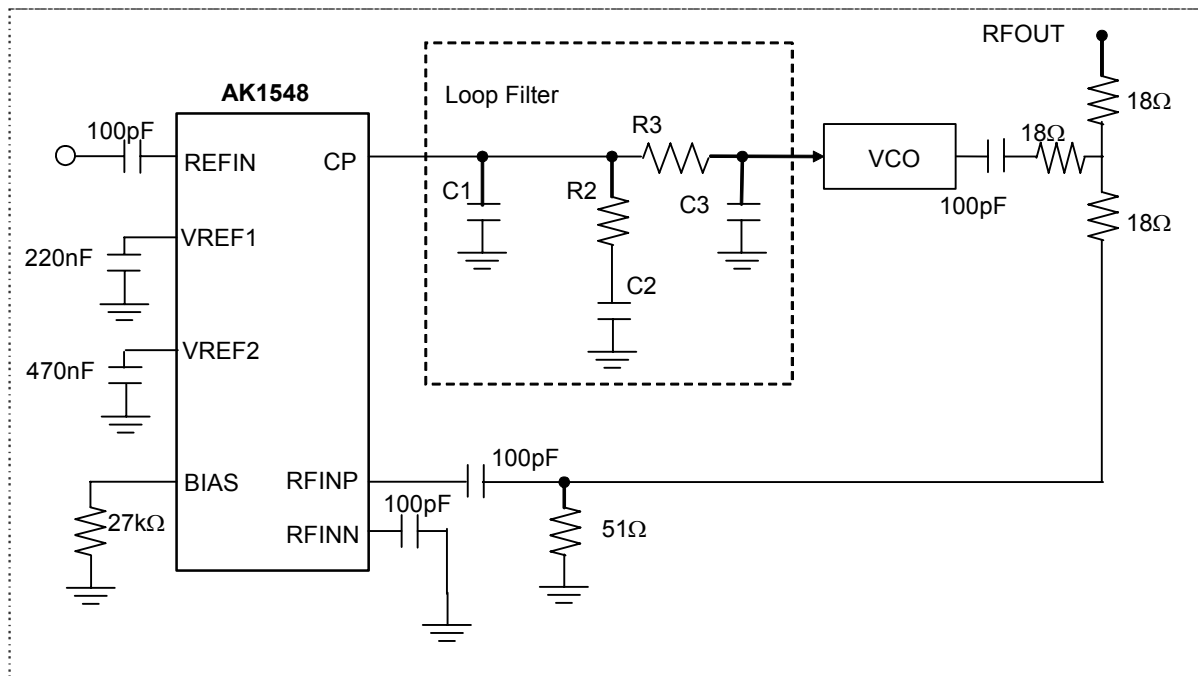 RFOUT
AK1548
Loop Filter
18Ω
100pF
R3
18Ω
REFIN
CP
VCO
C1
R2
C3
100pF
18Ω
VREF1
220nF
C2
VREF2
470nF
100pF
BIAS
RFINP
100pF
27kΩ
RFINN
51Ω